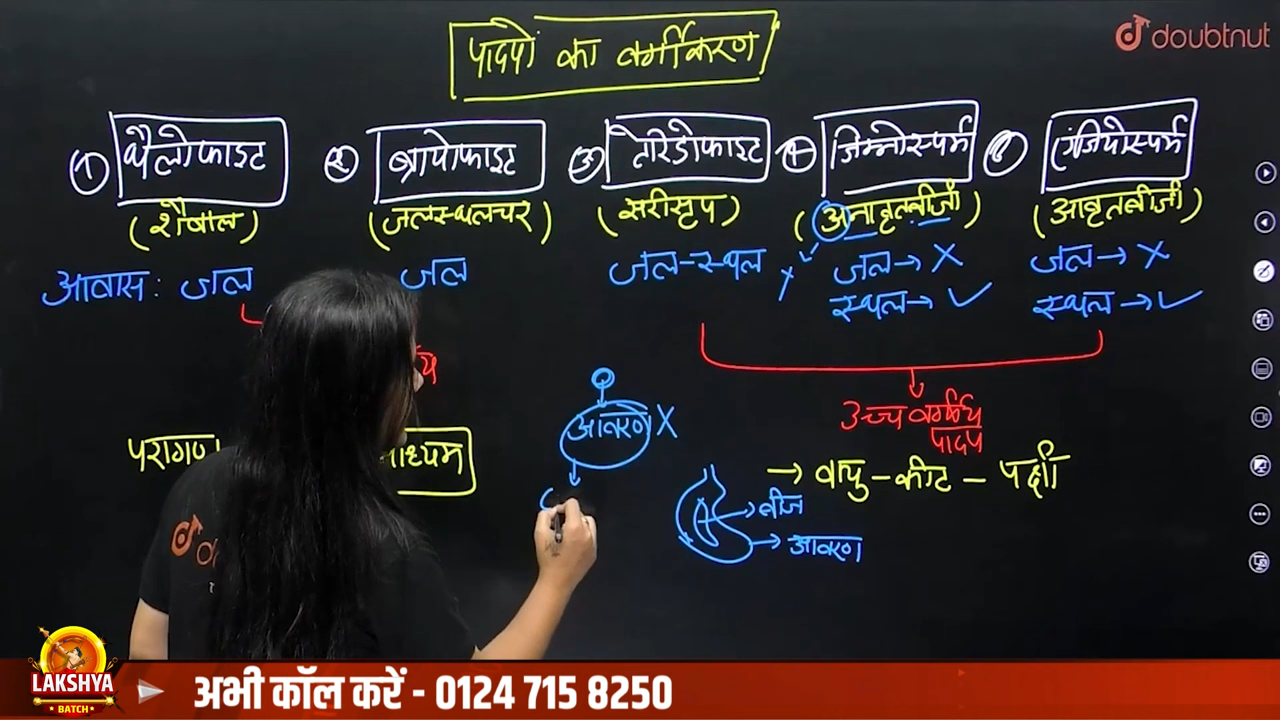 पादपों का वर्गीकरण
doubtnut
① थैलोफाइट ② ब्रायोफाइट ③ टेरिडोफाइट ④ जिम्नोस्पर्म ⑤ एंजियोस्पर्म
(शैवाल) (जलस्थलचर) (सरीसृप) (अनावृतबीजी) (आवृतबीजी)
आवास: जल जल जल-स्थल जल→ X जल→ X
स्थल→ ✓ स्थल→ ✓
उच्च वर्गीय
पादप
आवरण X
परागण माध्यम → वायु-कीट-पक्षी
→बीज
→ आवरण
LAKSHYA
BATCH
अभी कॉल करें - 0124 715 8250